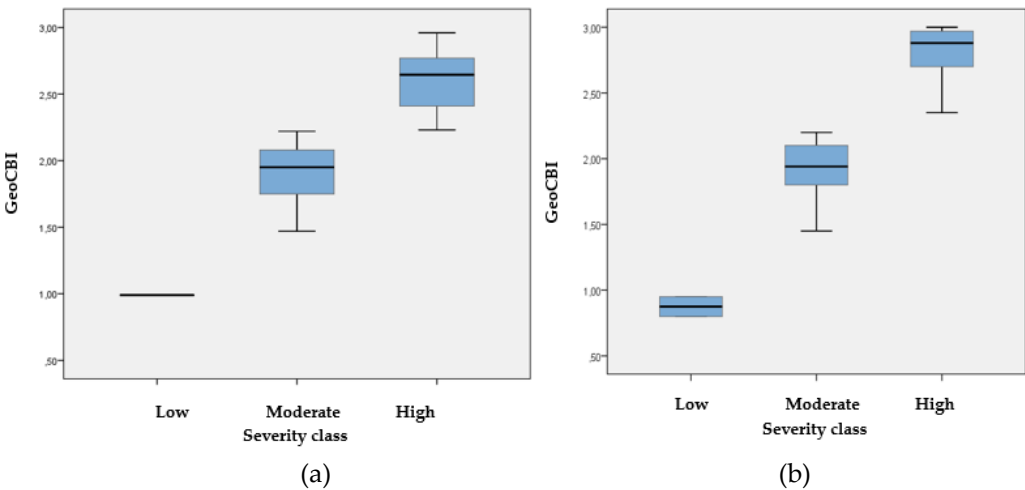 3,00
2,50
2,00
1,50
1,00
,50
GeoCBI
Low Moderate High
Severity class
(a)
3,00
2,50
2,00
1,50
1,00
,50
GeoCBI
Low Moderate High
Severity class
(b)